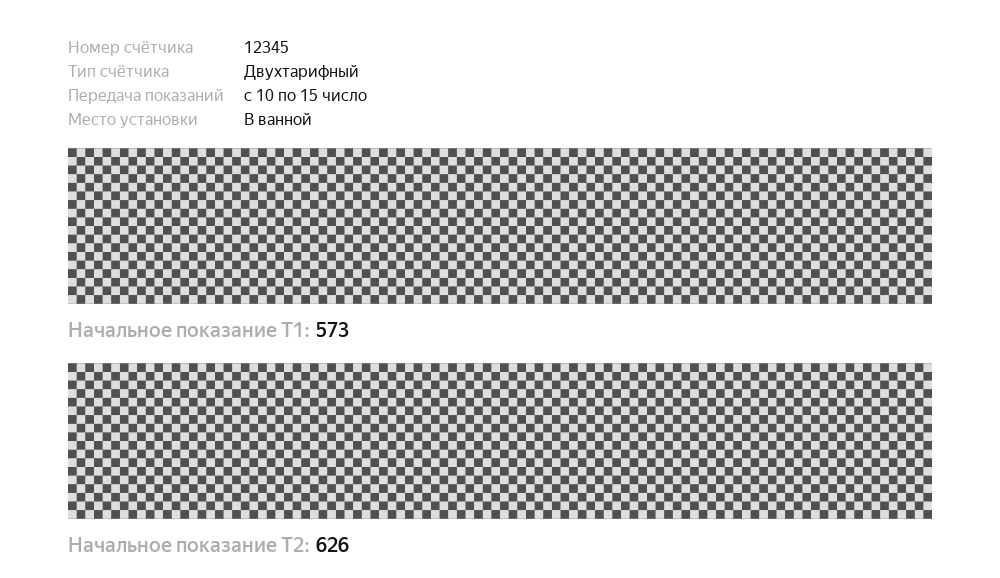 Номер счётчика 12345
Тип счётчика Двухтарифный
Передача показаний с 10 по 15 число
Место установки В ванной
Начальное показание Т1: 573
Начальное показание Т2: 626